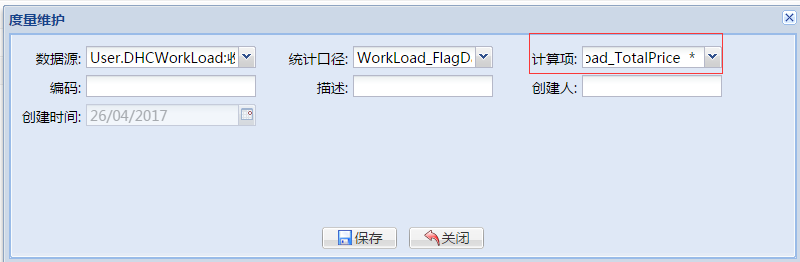 度量维护
数据源: User.DHCWorkLoad:收 统计口径: WorkLoad_FlagDa 计算项: oad_TotalPrice *
编码: 描述: 创建人:
创建时间: 26/04/2017
保存 关闭